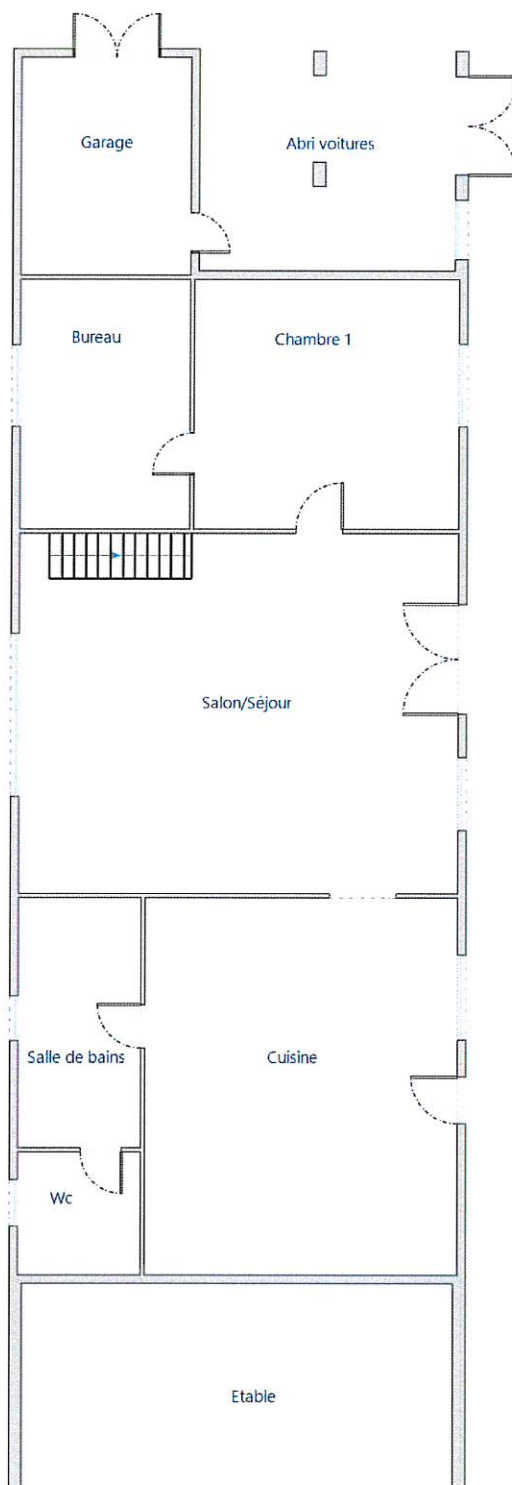 Garage
Abri voitures
Bureau
Chambre 1
Salon/Séjour
Salle de bains
Cuisine
Wc
Etable